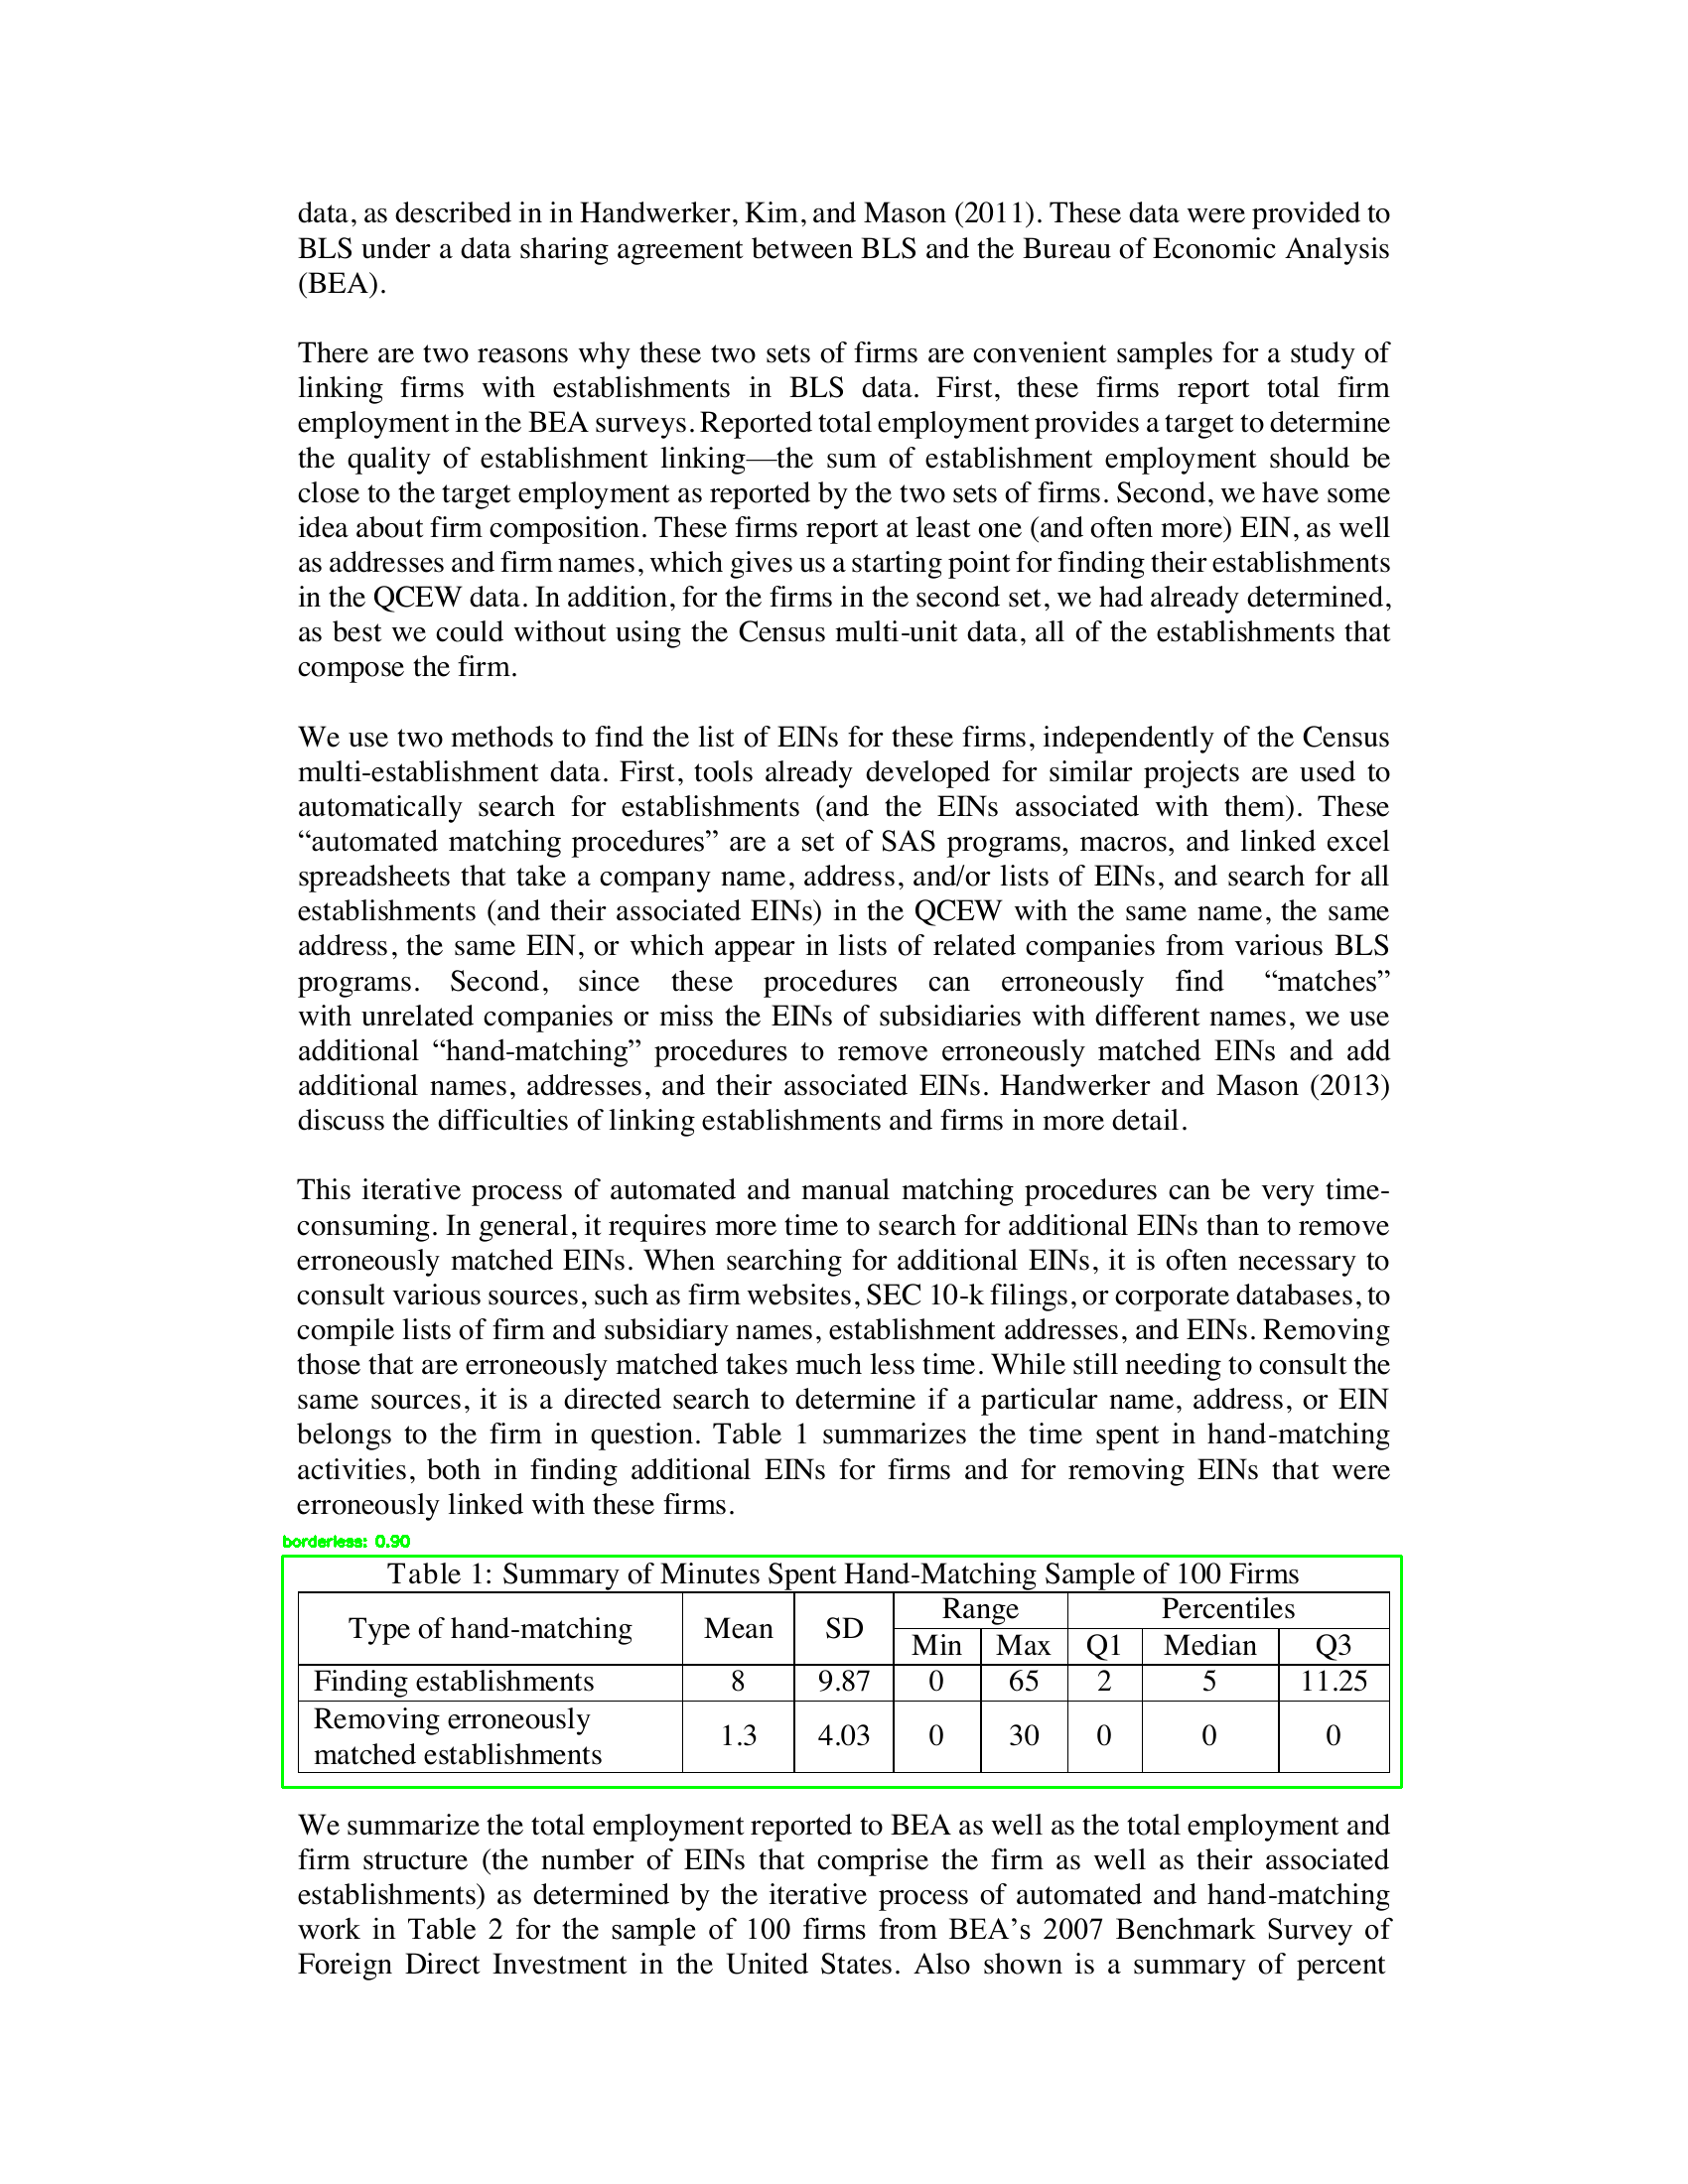 data, as described in in Handwerker, Kim, and Mason (2011). These data were provided to
BLS under a data sharing agreement between BLS and the Bureau of Economic Analysis
(BEA).
There are two reasons why these two sets of firms are convenient samples for a study of
linking firms with establishments in BLS data. First, these firms report total firm
employment in the BEA surveys. Reported total employment provides a target to determine
the quality of establishment linking—the sum of establishment employment should be
close to the target employment as reported by the two sets of firms. Second, we have some
idea about firm composition. These firms report at least one (and often more) EIN, as well
as addresses and firm names, which gives us a starting point for finding their establishments
in the QCEW data. In addition, for the firms in the second set, we had already determined,
as best we could without using the Census multi-unit data, all of the establishments that
compose the firm.
We use two methods to find the list of EINs for these firms, independently of the Census
multi-establishment data. First, tools already developed for similar projects are used to
automatically search for establishments (and the EINs associated with them). These
“automated matching procedures” are a set of SAS programs, macros, and linked excel
spreadsheets that take a company name, address, and/or lists of EINs, and search for all
establishments (and their associated EINs) in the QCEW with the same name, the same
address, the same EIN, or which appear in lists of related companies from various BLS
programs. Second, since these procedures can erroneously find “matches”
with unrelated companies or miss the EINs of subsidiaries with different names, we use
additional “hand-matching” procedures to remove erroneously matched EINs and add
additional names, addresses, and their associated EINs. Handwerker and Mason (2013)
discuss the difficulties of linking establishments and firms in more detail.
This iterative process of automated and manual matching procedures can be very time-
consuming. In general, it requires more time to search for additional EINs than to remove
erroneously matched EINs. When searching for additional EINs, it is often necessary to
consult various sources, such as firm websites, SEC 10-k filings, or corporate databases, to
compile lists of firm and subsidiary names, establishment addresses, and EINs. Removing
those that are erroneously matched takes much less time. While still needing to consult the
same sources, it is a directed search to determine if a particular name, address, or EIN
belongs to the firm in question. Table 1 summarizes the time spent in hand-matching
activities, both in finding additional EINs for firms and for removing EINs that were
erroneously linked with these firms.
borderless: 0.90
Table 1: Summary of Minutes Spent Hand-Matching Sample of 100 Firms
Type of hand-matching Mean SD Range Percentiles
Min Max Q1 Median Q3
Finding establishments 8 9.87 0 65 2 5 11.25
Removing erroneously
matched establishments 1.3 4.03 0 30 0 0 0
We summarize the total employment reported to BEA as well as the total employment and
firm structure (the number of EINs that comprise the firm as well as their associated
establishments) as determined by the iterative process of automated and hand-matching
work in Table 2 for the sample of 100 firms from BEA’s 2007 Benchmark Survey of
Foreign Direct Investment in the United States. Also shown is a summary of percent